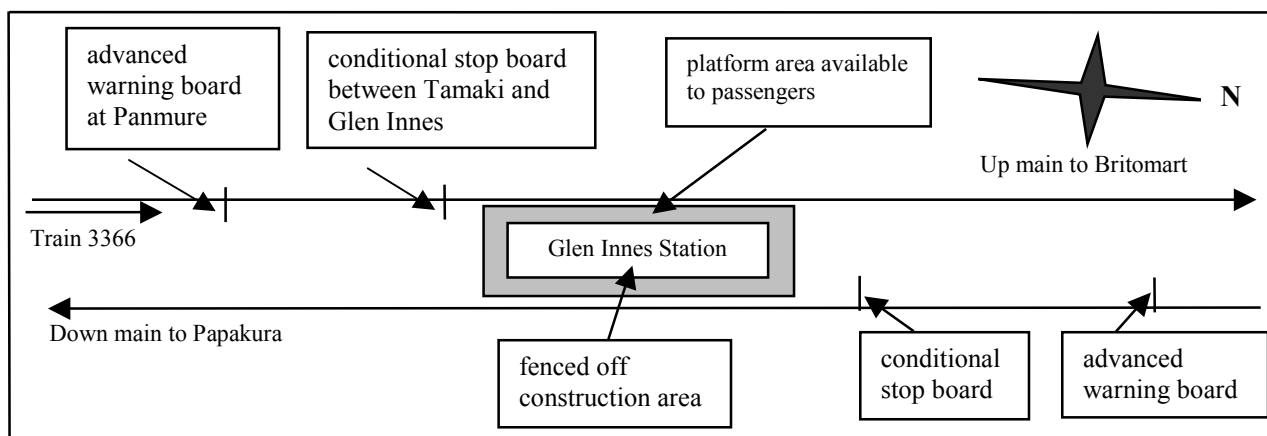 advanced
warning board
at Panmure
conditional stop board
between Tamaki and
Glen Innes
platform area available
to passengers
N
Up main to Britomart
Train 3366
Glen Innes Station
Down main to Papakura
fenced off
construction area
conditional
stop board
advanced
warning board